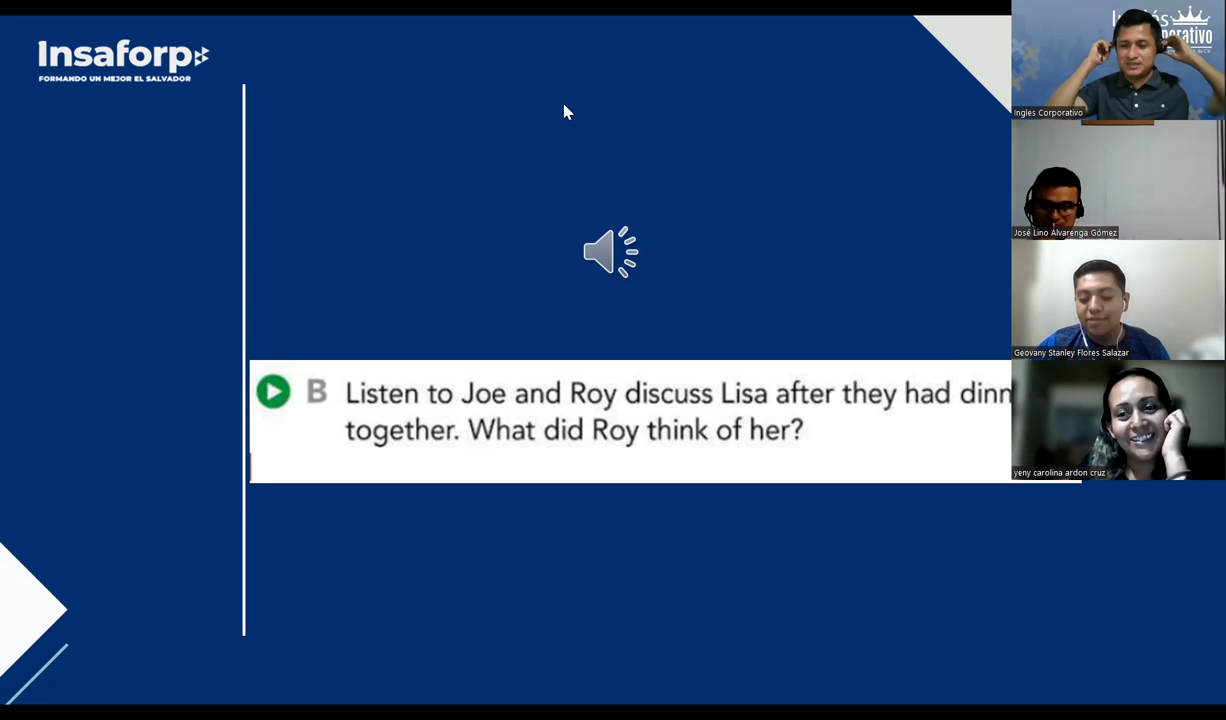 Insaforp
FORMANDO UN MEJOR EL SALVADOR
B Listen to Joe and Roy discuss Lisa after they had dinn
together. What did Roy think of her?
Ingles Corporativo
José Lino Alvarenga Gómez
Geovany Stanley Flores Salazar
yeny carolina ardon cruz